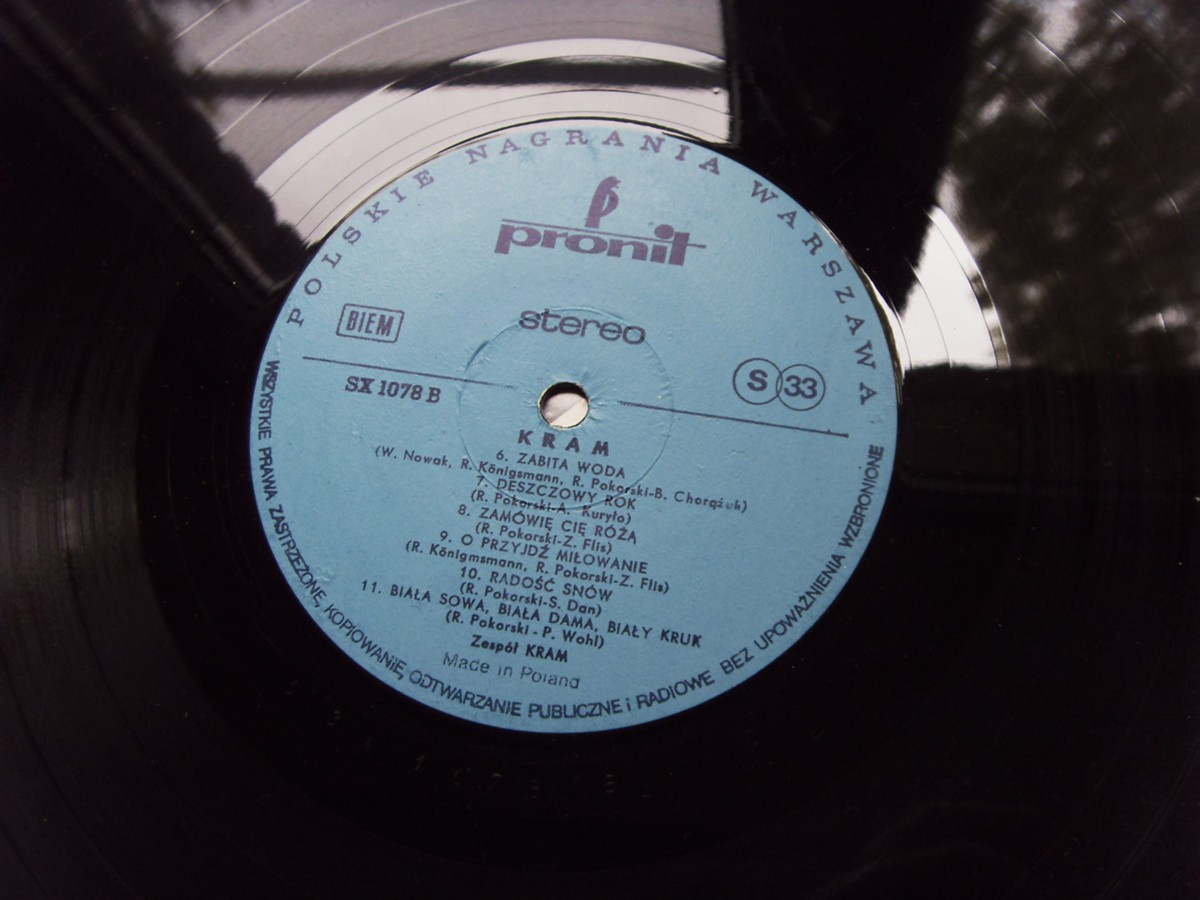 POLSKIE NAGRANIA WARSZAWA
pronit
BIEM
stereo
S 33
SX 1078 B
KRAM
6. ZABITA WODA
(W. Nowak, R. Königsmann, R. Pokorski-B. Chorążuk)
7. DESZCZOWY ROK
(R. Pokorski-A. Kuryło)
8. ZAMÓWIĘ CIĘ RÓŻĄ
(R. Pokorski-Z. Flis)
9. O PRZYJDŹ MIŁOWANIE
(R. Königmsmann, R. Pokorski-Z. Flis)
10. RADOŚĆ SNÓW
(R. Pokorski-S. Dan)
11. BIAŁA SOWA, BIAŁA DAMA, BIAŁY KRUK
(R. Pokorski - P. Wohl)
Zespół KRAM
Made in Poland
WSZYSTKIE PRAWA ZASTRZEŻONE, KOPIOWANIE, ODTWARZANIE PUBLICZNE i RADIOWE BEZ UPOWAŻNIENIA WZBRONIONE